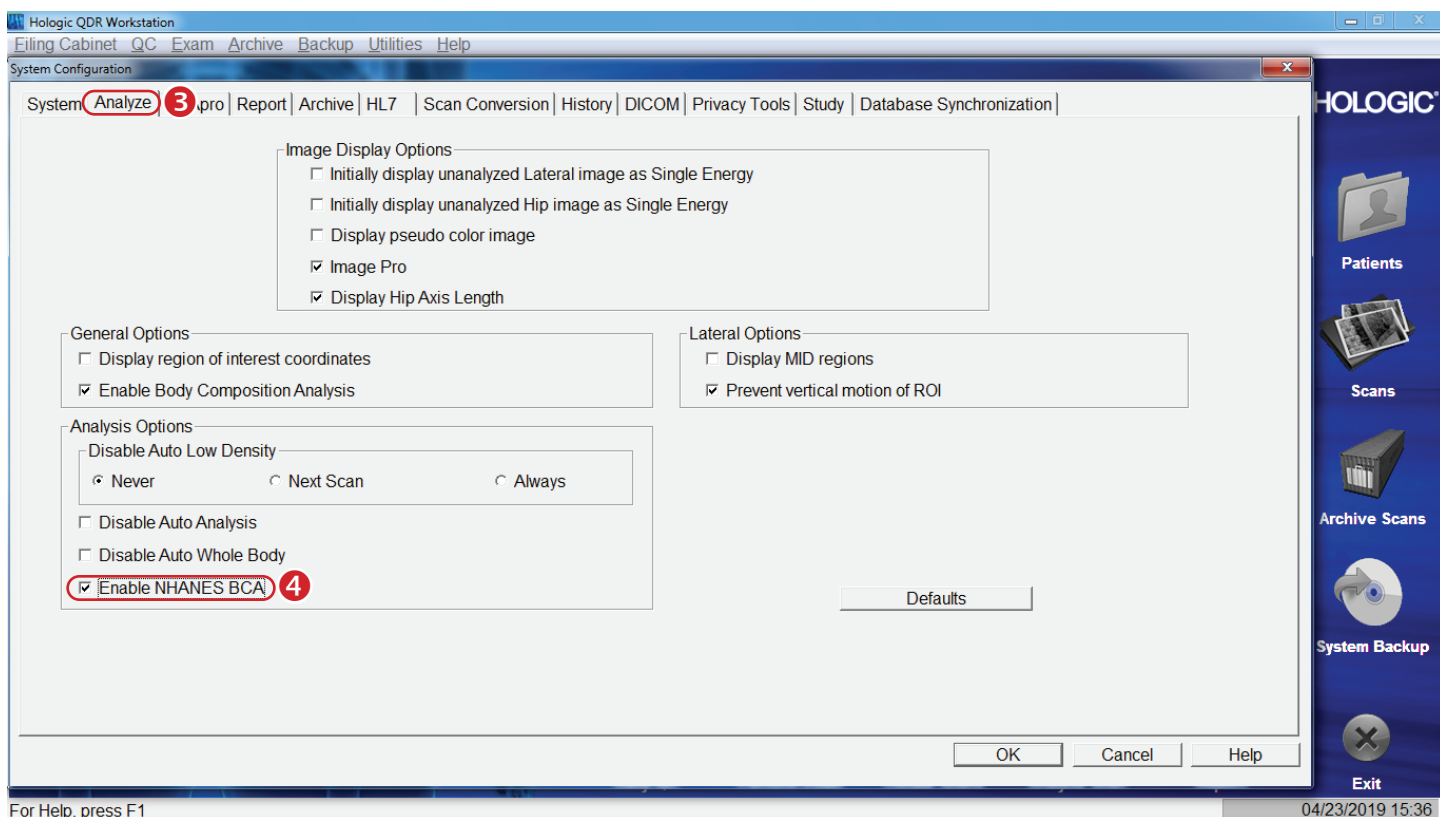 Hologic QDR Workstation
Filing Cabinet QC Exam Archive Backup Utilities Help
System Configuration
System Analyze 3 pro Report Archive HL7 Scan Conversion History DICOM Privacy Tools Study Database Synchronization
HOLOGIC
Image Display Options
Initially display unanalyzed Lateral image as Single Energy
Initially display unanalyzed Hip image as Single Energy
Display pseudo color image
Image Pro
Display Hip Axis Length
General Options
Display region of interest coordinates
Enable Body Composition Analysis
Lateral Options
Display MID regions
Prevent vertical motion of ROI
Analysis Options
Disable Auto Low Density
Never Next Scan Always
Disable Auto Analysis
Disable Auto Whole Body
Enable NHANES BCA 4
Defaults
OK Cancel Help
Patients
Scans
Archive Scans
System Backup
Exit
For Help, press F1
04/23/2019 15:36